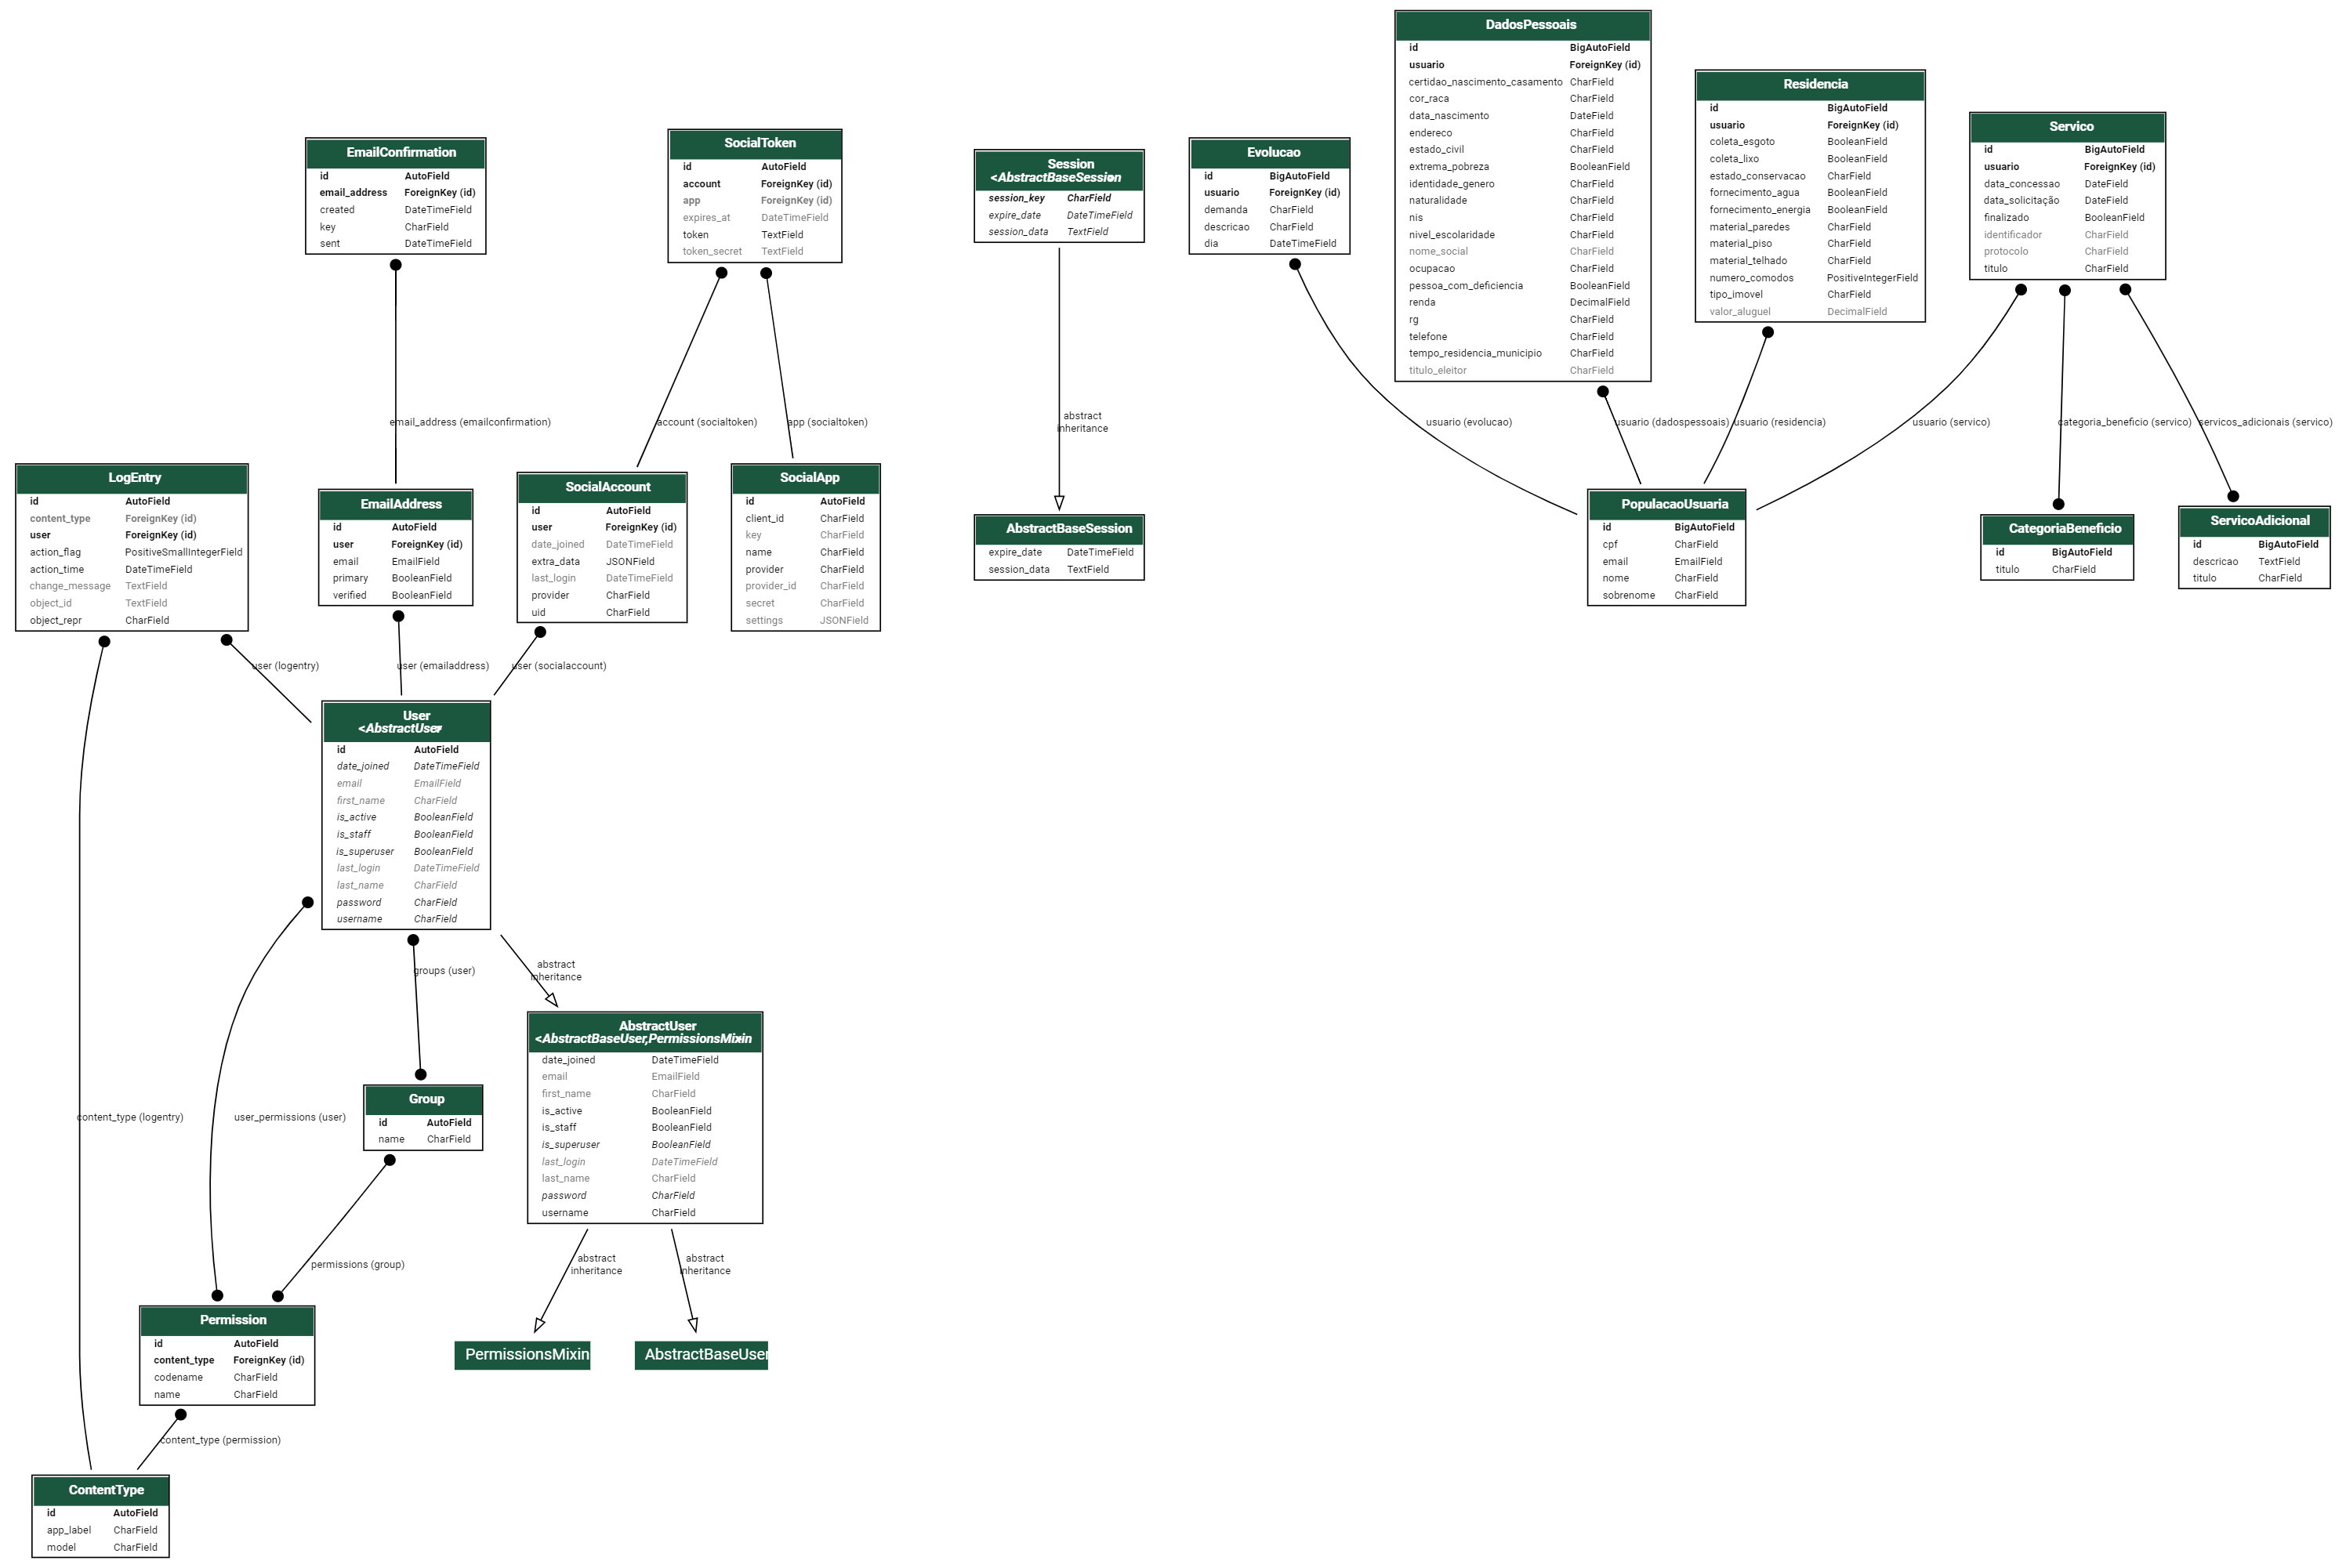 DadosPessoais
id BigAutoField
usuario ForeignKey (id)
certidao_nascimento_casamento CharField
cor_raca CharField
data_nascimento DateField
endereco CharField
estado_civil CharField
extrema_pobreza BooleanField
identidade_genero CharField
naturalidade CharField
nis CharField
nivel_escolaridade CharField
nome_social CharField
ocupacao CharField
pessoa_com_deficiencia BooleanField
renda DecimalField
rg CharField
telefone CharField
tempo_residencia_municipio CharField
titulo_eleitor CharField
Residencia
id BigAutoField
usuario ForeignKey (id)
coleta_esgoto BooleanField
coleta_lixo BooleanField
estado_conservacao CharField
fornecimento_agua BooleanField
fornecimento_energia BooleanField
material_paredes CharField
material_piso CharField
material_telhado CharField
numero_comodos PositiveIntegerField
tipo_imovel CharField
valor_aluguel DecimalField
Servico
id BigAutoField
usuario ForeignKey (id)
data_concessao DateField
data_solicitação DateField
finalizado BooleanField
identificador CharField
protocolo CharField
titulo CharField
EmailConfirmation
id AutoField
email_address ForeignKey (id)
created DateTimeField
key CharField
sent DateTimeField
SocialToken
id AutoField
account ForeignKey (id)
app ForeignKey (id)
expires_at DateTimeField
token TextField
token_secret TextField
Session
<AbstractBaseSession>
session_key CharField
expire_date DateTimeField
session_data TextField
Evolucao
id BigAutoField
usuario ForeignKey (id)
demanda CharField
descricao CharField
dia DateTimeField
email_address (emailconfirmation)
account (socialtoken)
app (socialtoken)
abstract
inheritance
usuario (evolucao)
usuario (dadospessoais)
usuario (residencia)
usuario (servico)
categoria_beneficio (servico)
servicos_adicionais (servico)
LogEntry
id AutoField
content_type ForeignKey (id)
user ForeignKey (id)
action_flag PositiveSmallIntegerField
action_time DateTimeField
change_message TextField
object_id TextField
object_repr CharField
EmailAddress
id AutoField
user ForeignKey (id)
email EmailField
primary BooleanField
verified BooleanField
SocialAccount
id AutoField
user ForeignKey (id)
date_joined DateTimeField
extra_data JSONField
last_login DateTimeField
provider CharField
uid CharField
SocialApp
id AutoField
client_id CharField
key CharField
name CharField
provider CharField
provider_id CharField
secret CharField
settings JSONField
AbstractBaseSession
expire_date DateTimeField
session_data TextField
PopulacaoUsuaria
id BigAutoField
cpf CharField
email EmailField
nome CharField
sobrenome CharField
CategoriaBeneficio
id BigAutoField
titulo CharField
ServicoAdicional
id BigAutoField
descricao TextField
titulo CharField
user (logentry)
user (emailaddress)
user (socialaccount)
User
<AbstractUser>
id AutoField
date_joined DateTimeField
email EmailField
first_name CharField
is_active BooleanField
is_staff BooleanField
is_superuser BooleanField
last_login DateTimeField
last_name CharField
password CharField
username CharField
groups (user)
abstract
inheritance
AbstractUser
<AbstractBaseUser,PermissionsMixin>
date_joined DateTimeField
email EmailField
first_name CharField
is_active BooleanField
is_staff BooleanField
is_superuser BooleanField
last_login DateTimeField
last_name CharField
password CharField
username CharField
Group
id AutoField
name CharField
content_type (logentry)
user_permissions (user)
permissions (group)
abstract
inheritance
abstract
inheritance
Permission
id AutoField
content_type ForeignKey (id)
codename CharField
name CharField
PermissionsMixin
AbstractBaseUser
content_type (permission)
ContentType
id AutoField
app_label CharField
model CharField